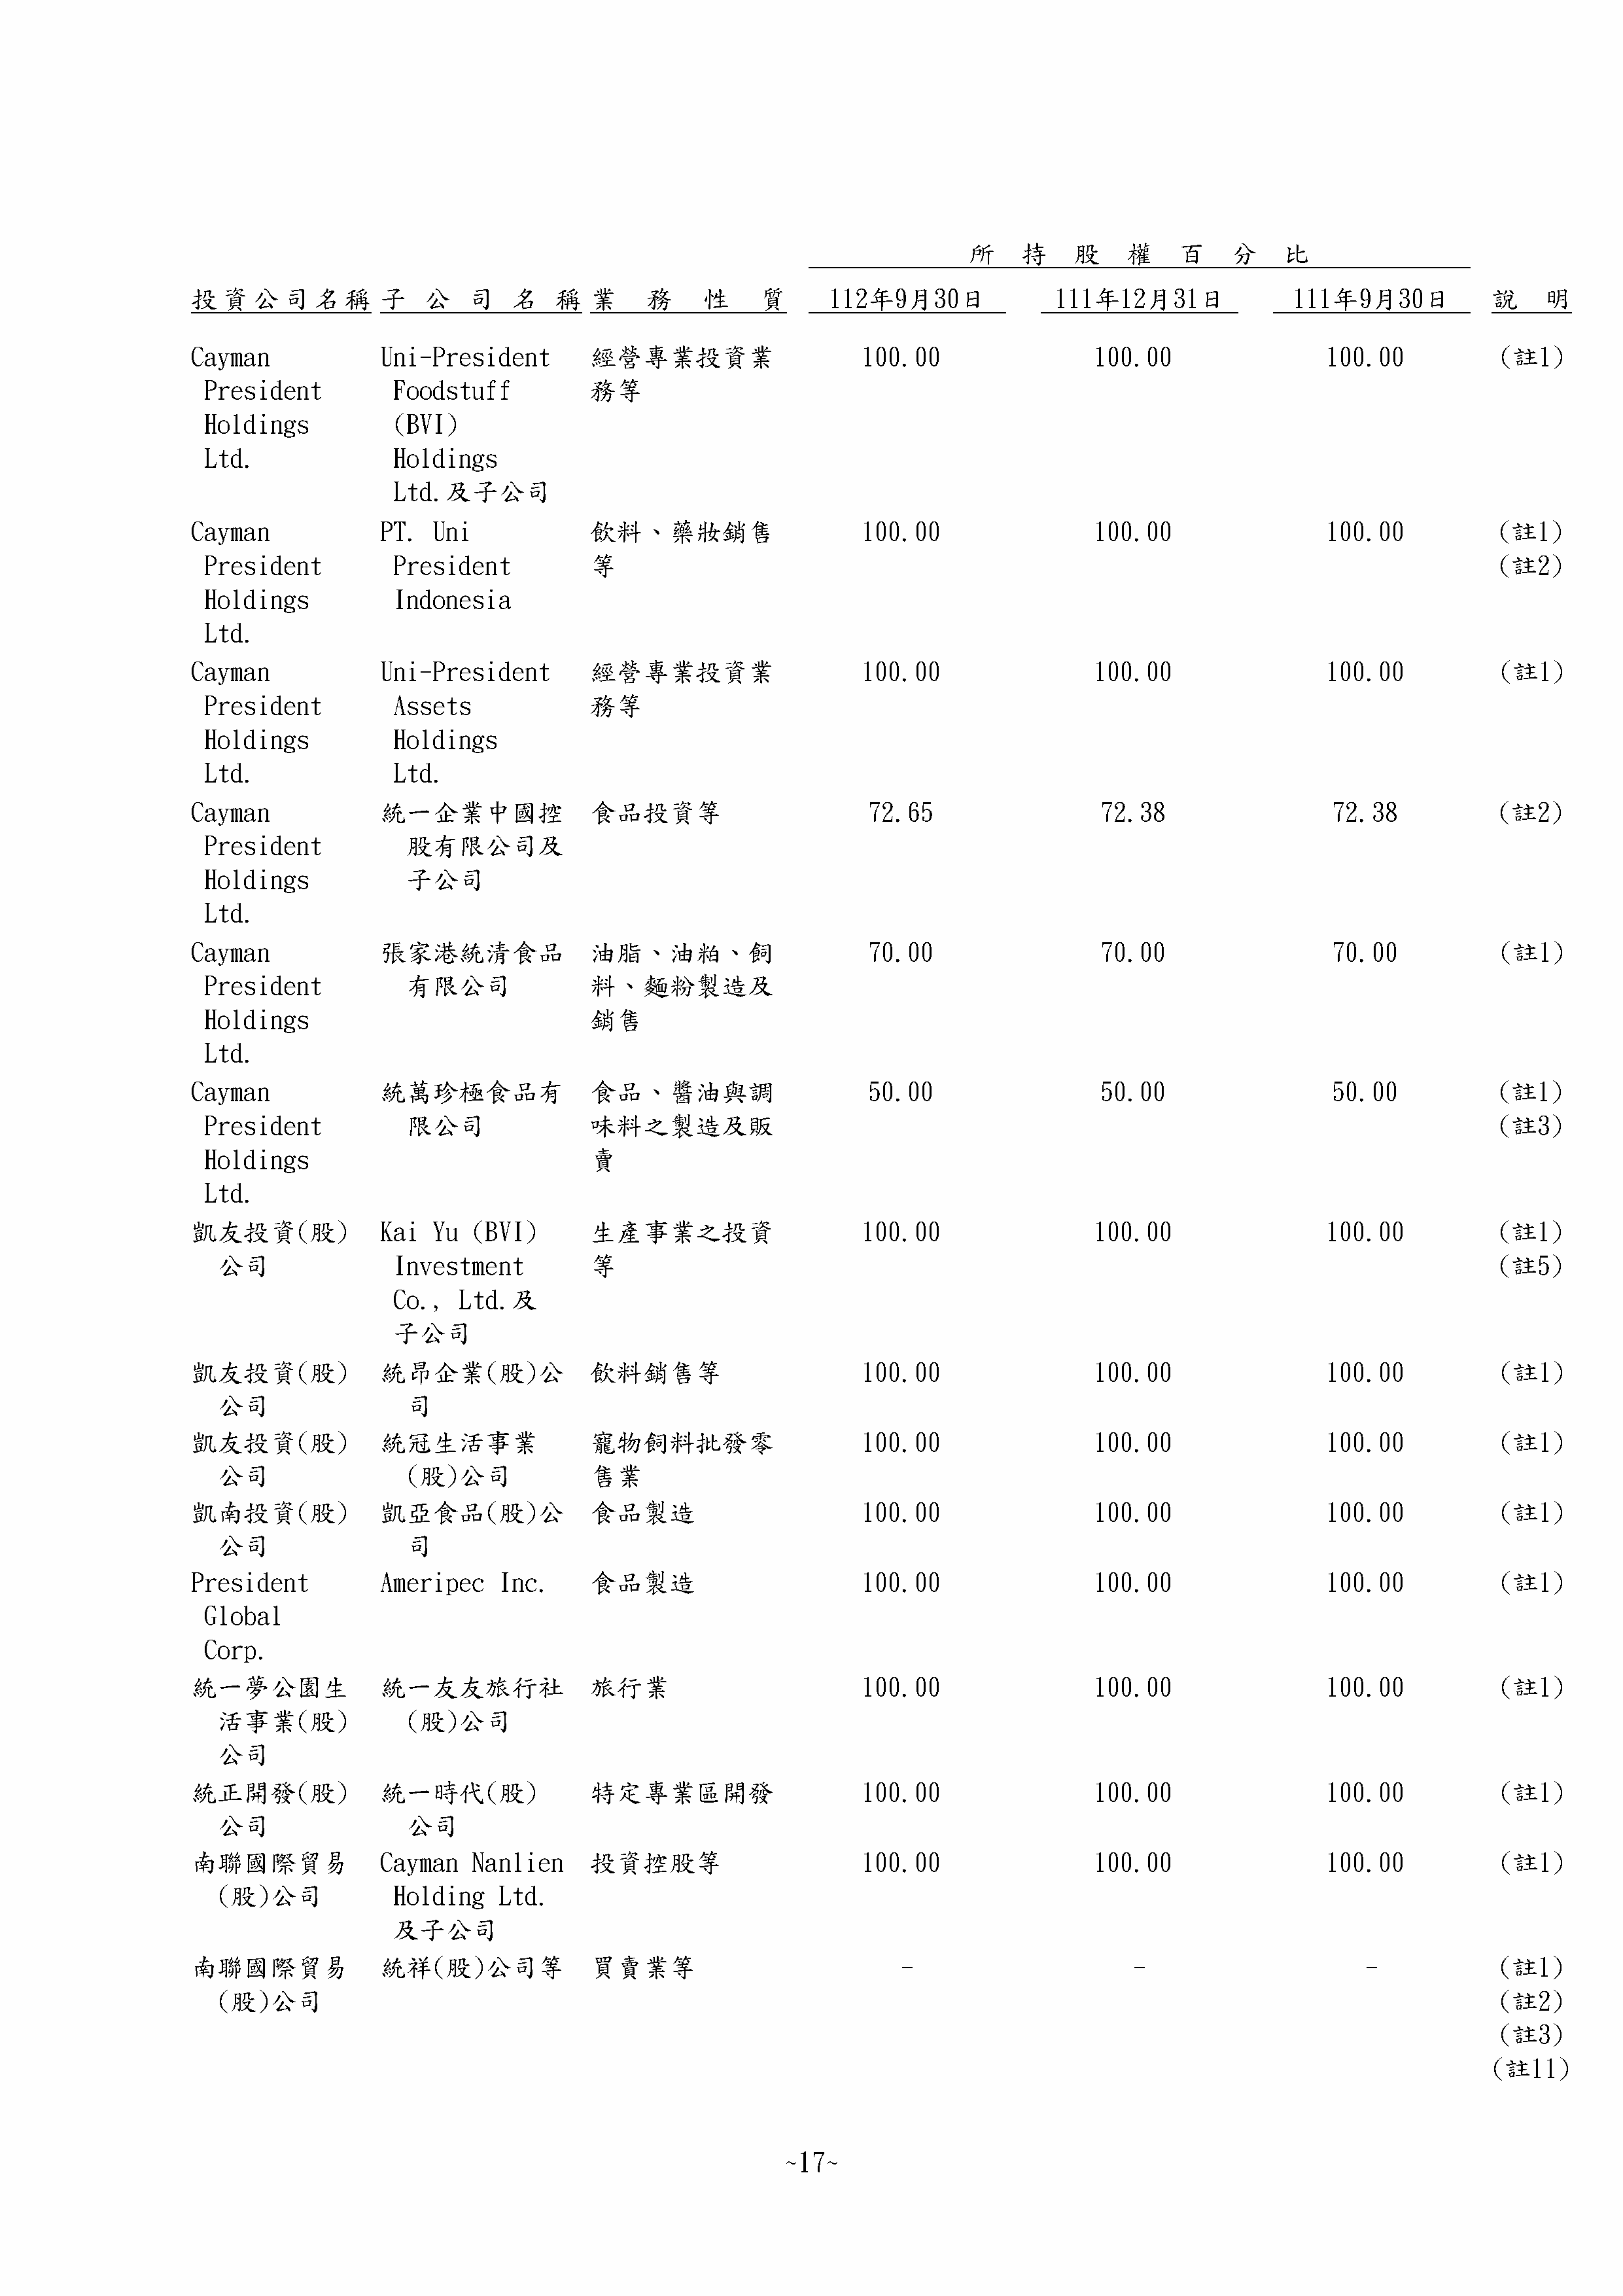 所 持 股 權 百 分 比
投資公司名稱 子 公 司 名 稱 業 務 性 質 112年9月30日 111年12月31日 111年9月30日 說 明
Cayman Uni-President 經營專業投資業 100.00 100.00 100.00 (註1)
President Foodstuff 務等
Holdings (BVI)
Ltd. Holdings
Ltd.及子公司
Cayman PT. Uni 飲料、藥妝銷售 100.00 100.00 100.00 (註1)
President President 等 (註2)
Holdings Indonesia
Ltd.
Cayman Uni-President 經營專業投資業 100.00 100.00 100.00 (註1)
President Assets 務等
Holdings Holdings
Ltd. Ltd.
Cayman 統一企業中國控 食品投資等 72.65 72.38 72.38 (註2)
President 股有限公司及
Holdings 子公司
Ltd.
Cayman 張家港統清食品 油脂、油粕、飼 70.00 70.00 70.00 (註1)
President 有限公司 料、麵粉製造及
Holdings 銷售
Ltd.
Cayman 統萬珍極食品有 食品、醬油與調 50.00 50.00 50.00 (註1)
President 限公司 味料之製造及販 (註3)
Holdings 賣
Ltd.
凱友投資(股) Kai Yu (BVI) 生產事業之投資 100.00 100.00 100.00 (註1)
公司 Investment 等 (註5)
Co., Ltd.及
子公司
凱友投資(股) 統昂企業(股)公 飲料銷售等 100.00 100.00 100.00 (註1)
公司 司
凱友投資(股) 統冠生活事業 寵物飼料批發零 100.00 100.00 100.00 (註1)
公司 (股)公司 售業
凱南投資(股) 凱亞食品(股)公 食品製造 100.00 100.00 100.00 (註1)
公司 司
President Ameripec Inc. 食品製造 100.00 100.00 100.00 (註1)
Global
Corp.
統一夢公園生 統一友友旅行社 旅行業 100.00 100.00 100.00 (註1)
活事業(股) (股)公司
公司
統正開發(股) 統一時代(股) 特定專業區開發 100.00 100.00 100.00 (註1)
公司 公司
南聯國際貿易 Cayman Nanlien 投資控股等 100.00 100.00 100.00 (註1)
(股)公司 Holding Ltd.
及子公司
南聯國際貿易 統祥(股)公司等 買賣業等 - - - (註1)
(股)公司 (註2)
(註3)
(註11)
~17~